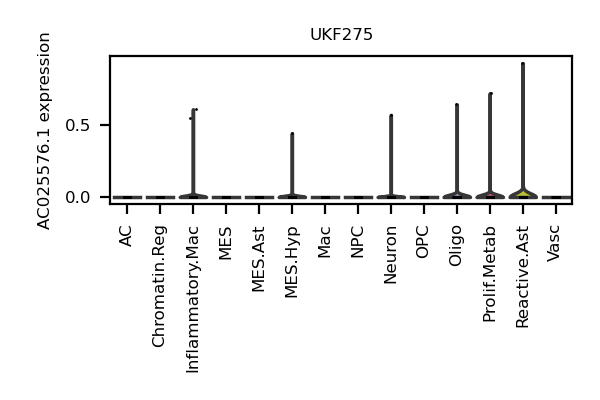 UKF275
AC025576.1 expression
0.5
0.0
AC
Chromatin.Reg
Inflammatory.Mac
MES
MES.Ast
MES.Hyp
Mac
NPC
Neuron
OPC
Oligo
Prolif.Metab
Reactive.Ast
Vasc